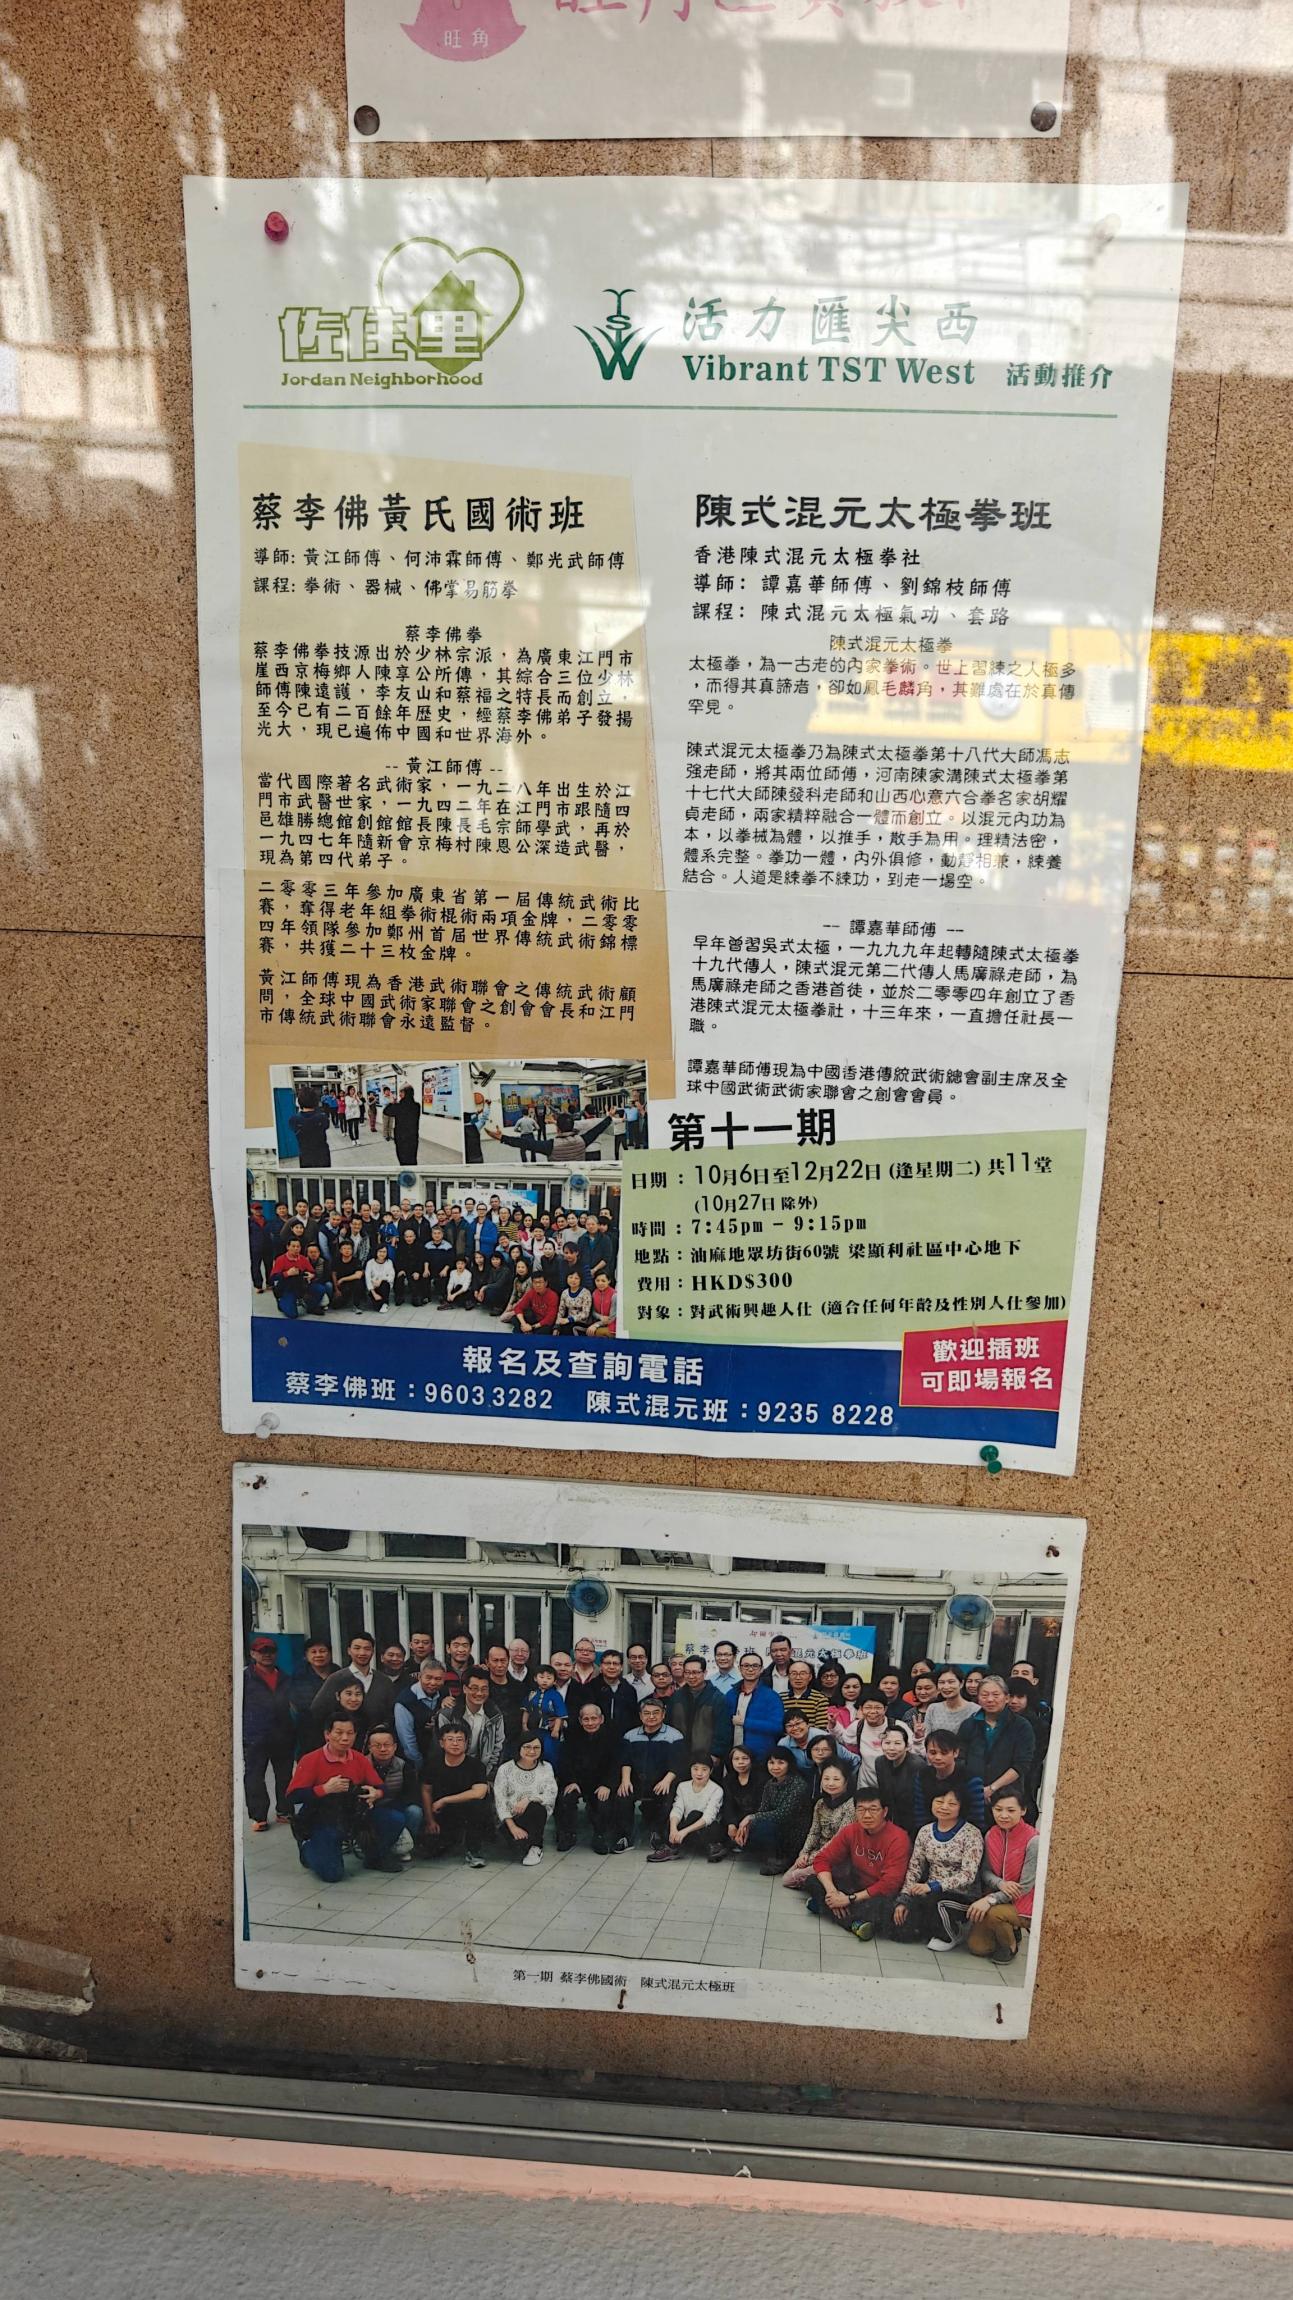 旺角
佐佳里
Jordan Neighborhood
TSW
活力匯尖西
Vibrant TST West 活動推介
蔡李佛黃氏國術班
導師: 黃江師傅、何沛霖師傅、鄭光武師傅
課程: 拳術、器械、佛掌易筋拳
蔡李佛拳
蔡李佛拳技源出於少林宗派，為廣東江門市
崖西京梅鄉人陳享公所傳，其綜合三位少林
師傅陳遠護，李友山和蔡福之特長而創立，
至今已有二百餘年歷史，經蔡李佛弟子發揚
光大，現已遍佈中國和世界海外。
-- 黃江師傅 --
當代國際著名武術家，一九二八年出生於江
門市武醫世家，一九四二年在江門市跟隨四
邑雄勝總館創館館長陳長毛宗師學武，再於
一九四七年隨新會京梅村陳恩公深造武醫，
現為第四代弟子。
二零零三年參加廣東省第一屆傳統武術比
賽，奪得老年組拳術棍術兩項金牌，二零零
四年領隊參加鄭州首屆世界傳統武術錦標
賽，共獲二十三枚金牌。
黃江師傅現為香港武術聯會之傳統武術顧
問，全球中國武術家聯會之創會會長和江門
市傳統武術聯會永遠監督。
陳式混元太極拳班
香港陳式混元太極拳社
導師: 譚嘉華師傅、劉錦枝師傅
課程: 陳式混元太極氣功、套路
陳式混元太極拳
太極拳，為一古老的內家拳術。世上習練之人極多
，而得其真諦者，卻如鳳毛麟角，其難處在於真傳
罕見。
陳式混元太極拳乃為陳式太極拳第十八代大師馮志
強老師，將其兩位師傅，河南陳家溝陳式太極拳第
十七代大師陳發科老師和山西心意六合拳名家胡耀
貞老師，兩家精粹融合一體而創立。以混元內功為
本，以拳械為體，以推手，散手為用。理精法密，
體系完整。拳功一體，內外俱修，動靜相兼，練養
結合。人道是練拳不練功，到老一場空。
-- 譚嘉華師傅 --
早年曾習吳式太極，一九九九年起轉隨陳式太極拳
十九代傳人，陳式混元第二代傳人馬廣祿老師，為
馬廣祿老師之香港首徒，並於二零零四年創立了香
港陳式混元太極拳社，十三年來，一直擔任社長一
職。
譚嘉華師傅現為中國香港傳統武術總會副主席及全
球中國武術武術家聯會之創會會員。
第十一期
日期：10月6日至12月22日 (逢星期二) 共11堂
(10月27日 除外)
時間：7:45pm - 9:15pm
地點：油麻地眾坊街60號 梁顯利社區中心地下
費用：HKD$300
對象：對武術興趣人仕 (適合任何年齡及性別人仕參加)
報名及查詢電話
蔡李佛班：9603 3282 陳式混元班：9235 8228
歡迎插班
可即場報名
USA
第一期 蔡李佛國術 陳式混元太極班